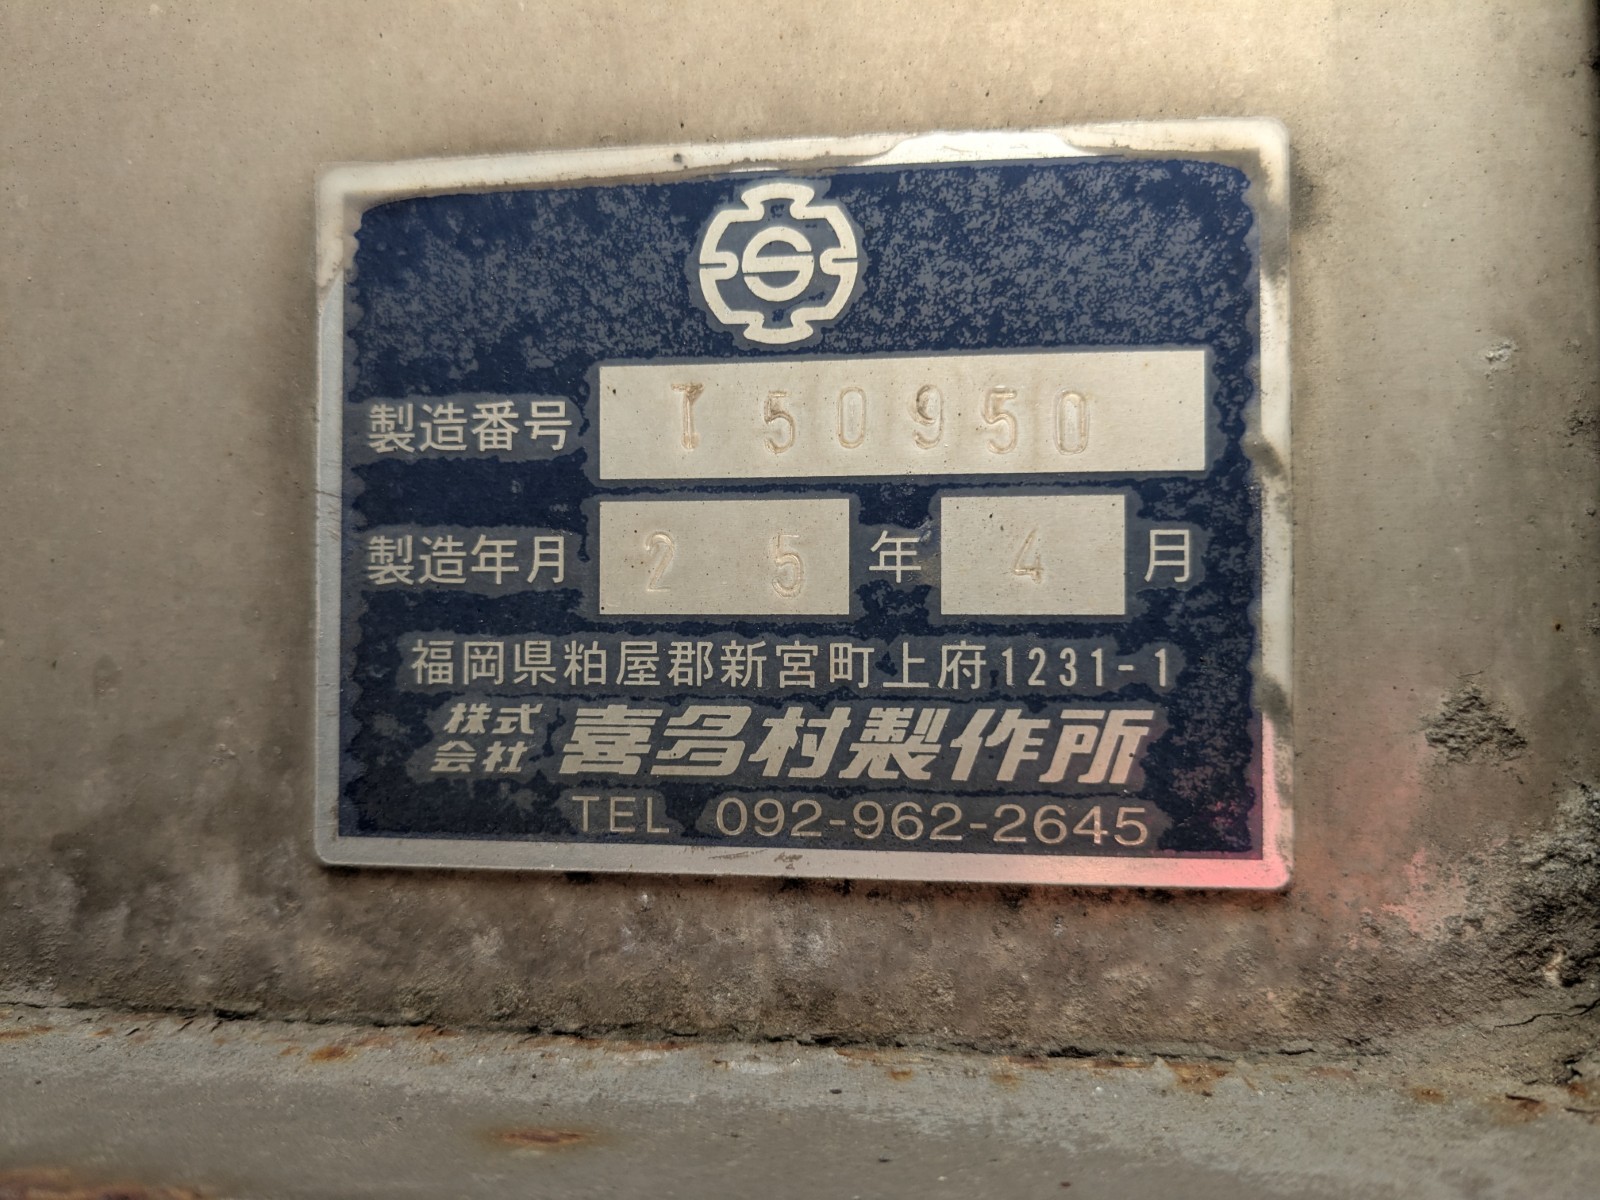 S
製造番号 T50950
製造年月 25年4月
福岡県粕屋郡新宮町上府1231-1
株式会社 喜多村製作所
TEL 092-962-2645